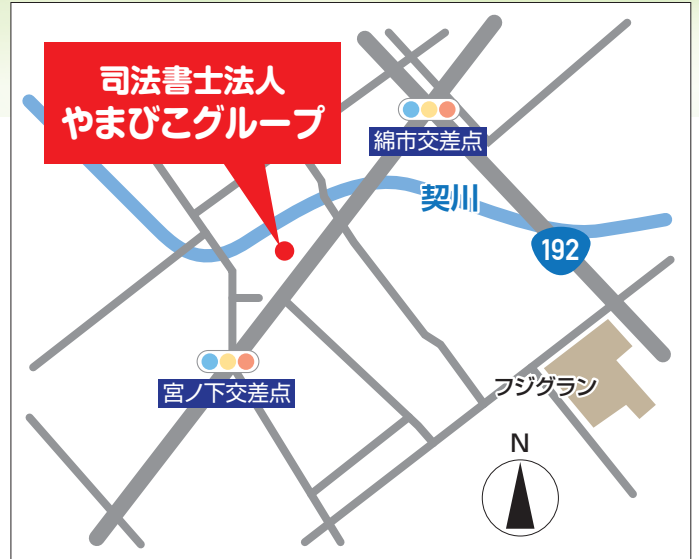 司法書士法人
やまびこグループ
綿市交差点
契川
192
フジグラン
宮ノ下交差点
N